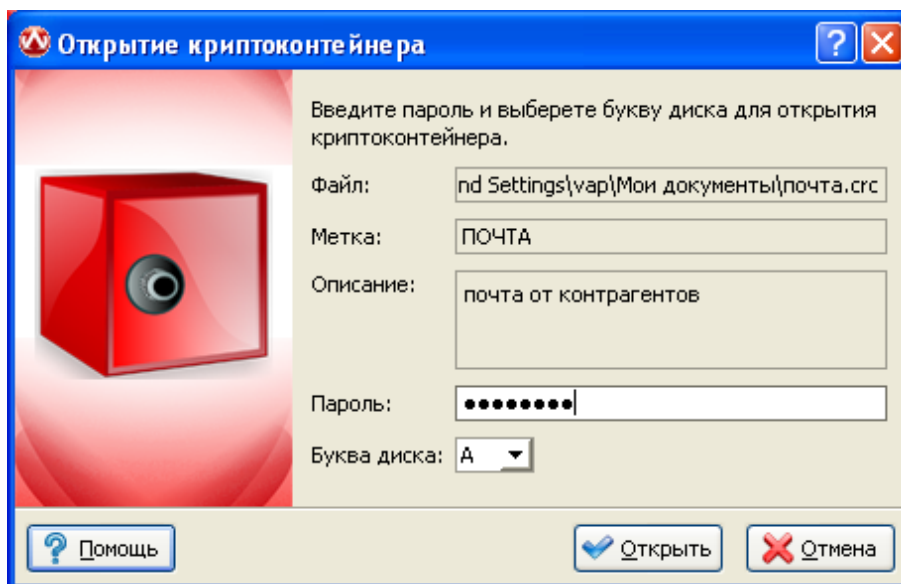 Открытие криптоконтейнера
Введите пароль и выберете букву диска для открытия
криптоконтейнера.
Файл: nd Settings\vap\Мои документы\почта.crc
Метка: ПОЧТА
Описание: почта от контрагентов
Пароль: ••••••••
Буква диска: A
Помощь Открыть Отмена